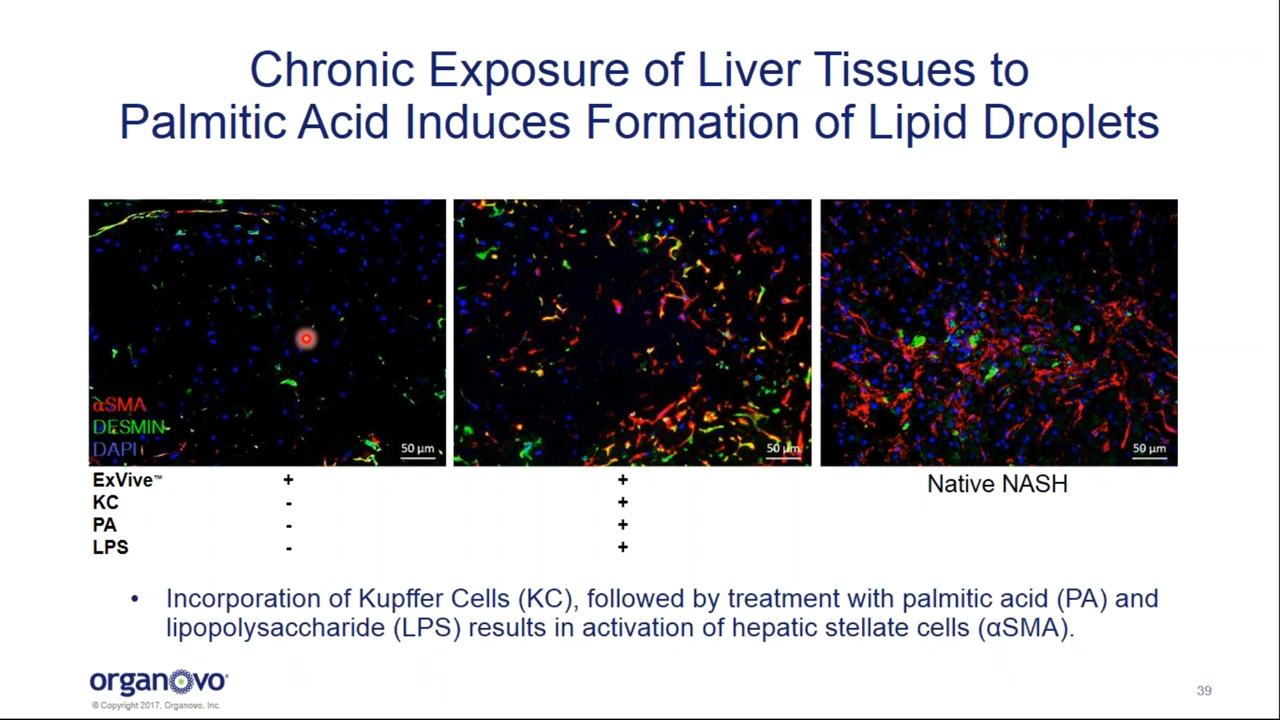 Chronic Exposure of Liver Tissues to
Palmitic Acid Induces Formation of Lipid Droplets
αSMA
DESMIN
DAPI
50 µm
50 µm
50 µm
ExVive™ + +
KC - +
PA - +
LPS - +
Native NASH
• Incorporation of Kupffer Cells (KC), followed by treatment with palmitic acid (PA) and
lipopolysaccharide (LPS) results in activation of hepatic stellate cells (αSMA).
organovo®
© Copyright 2017, Organovo, Inc.
39